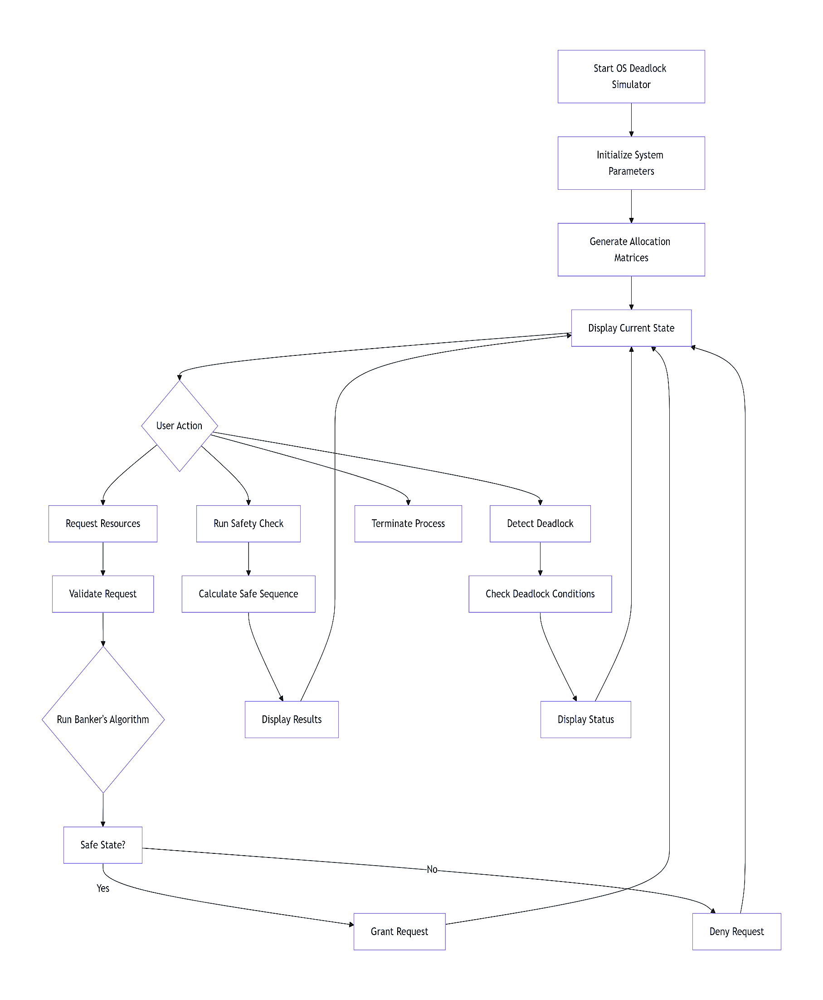 Start OS Deadlock
Simulator
Initialize System
Parameters
Generate Allocation
Matrices
Display Current State
User Action
Request Resources
Run Safety Check
Terminate Process
Detect Deadlock
Validate Request
Calculate Safe Sequence
Check Deadlock Conditions
Run Banker's Algorithm
Display Results
Display Status
Safe State?
No
Yes
Grant Request
Deny Request